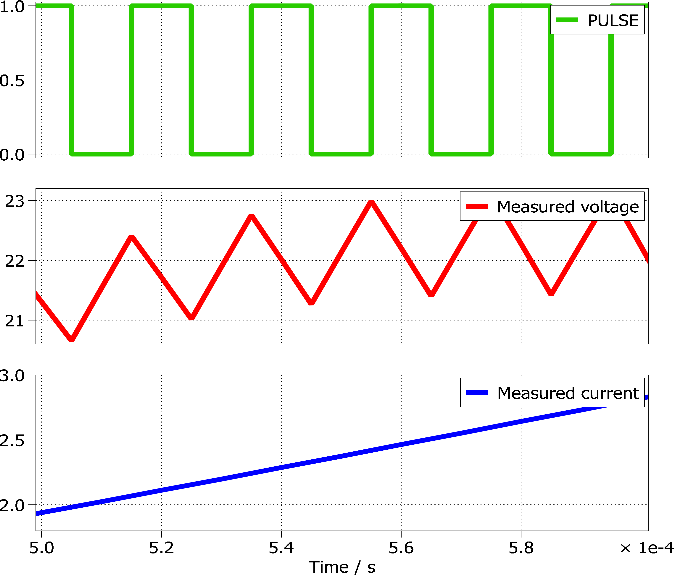 1.0
PULSE
0.5
0.0
23
Measured voltage
22
21
3.0
Measured current
2.5
2.0
5.0 5.2 5.4 5.6 5.8 × 1e-4
Time / s